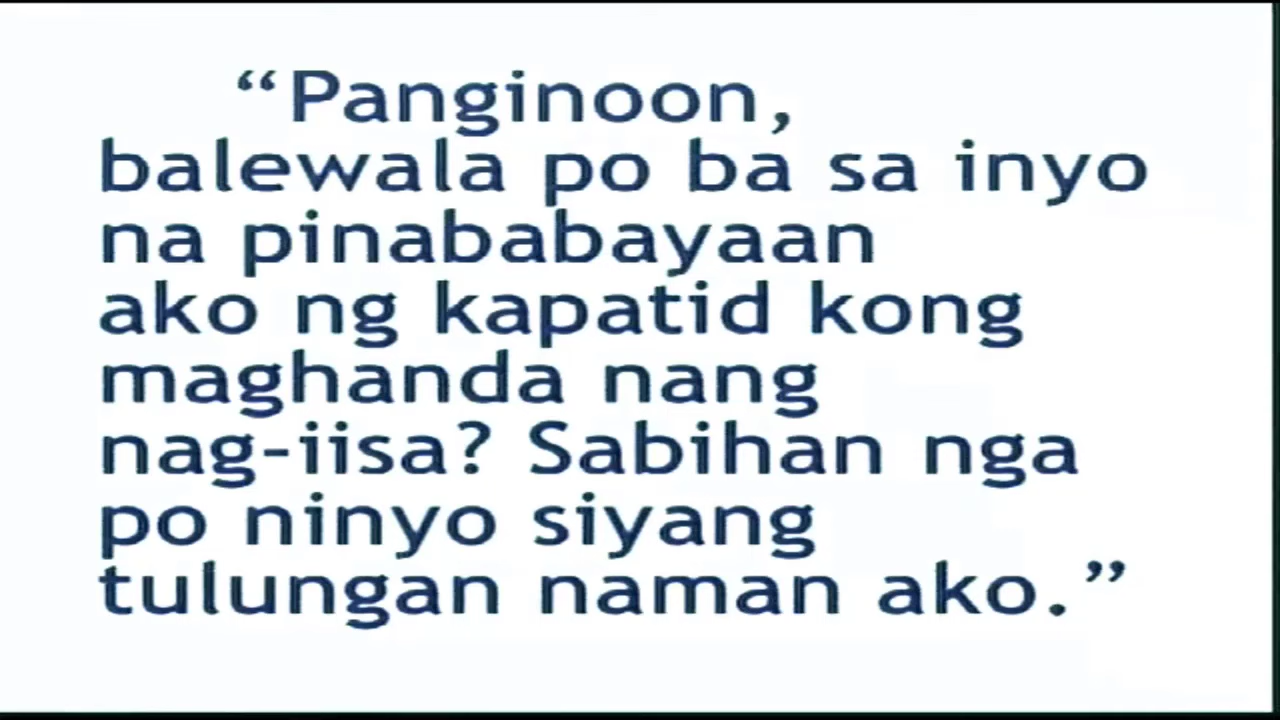 “Panginoon,
balewala po ba sa inyo
na pinababayaan
ako ng kapatid kong
maghanda nang
nag-iisa? Sabihan nga
po ninyo siyang
tulungan naman ako.”